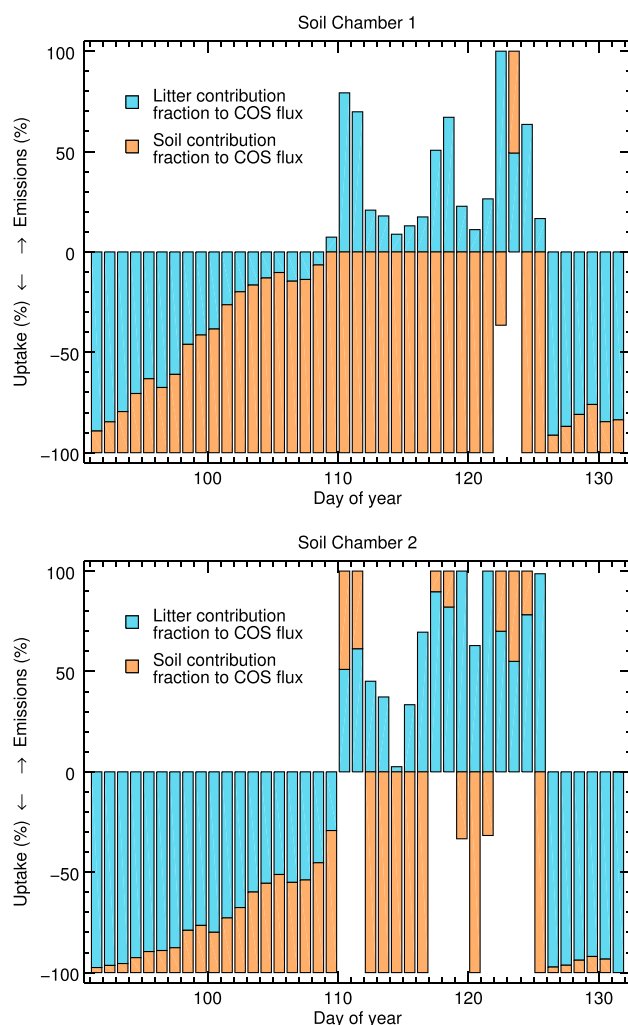 Soil Chamber 1
100
50
0
−50
−100
Uptake (%) ← → Emissions (%)
Litter contribution
fraction to COS flux
Soil contribution
fraction to COS flux
100
110
120
130
Day of year
Soil Chamber 2
100
50
0
−50
−100
Uptake (%) ← → Emissions (%)
Litter contribution
fraction to COS flux
Soil contribution
fraction to COS flux
100
110
120
130
Day of year